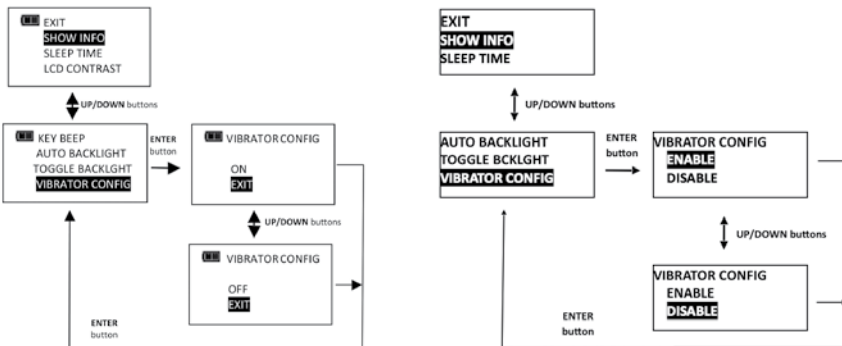 EXIT
SHOW INFO
SLEEP TIME
LCD CONTRAST
UP/DOWN buttons
KEY BEEP
AUTO BACKLIGHT
TOGGLE BACKLGHT
VIBRATOR CONFIG
ENTER
button
VIBRATOR CONFIG
ON
EXIT
UP/DOWN buttons
VIBRATOR CONFIG
OFF
EXIT
ENTER
button
EXIT
SHOW INFO
SLEEP TIME
UP/DOWN buttons
AUTO BACKLIGHT
TOGGLE BCKLGHT
VIBRATOR CONFIG
ENTER
button
VIBRATOR CONFIG
ENABLE
DISABLE
UP/DOWN buttons
VIBRATOR CONFIG
ENABLE
DISABLE
ENTER
button